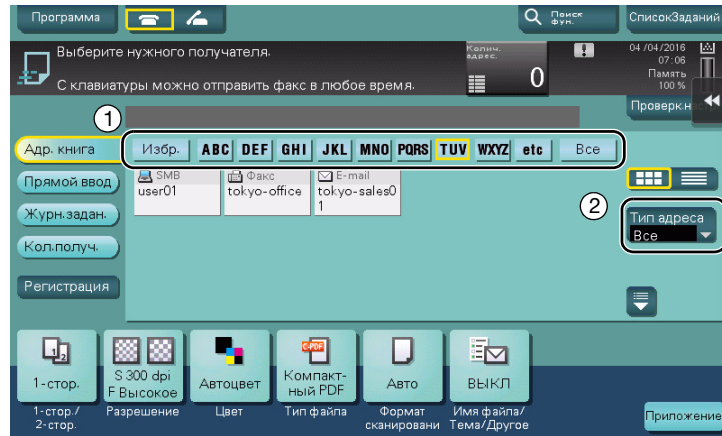 Программа
Поиск
фун.
СписокЗаданий
Выберите нужного получателя.
С клавиатуры можно отправить факс в любое время.
Колич.
адрес.
0
04/04/2016
07:06
Память
100 %
Проверк.н
1
Адр. книга
Избр. ABC DEF GHI JKL MNO PQRS TUV WXYZ etc Все
SMB
user01
Факс
tokyo-office
E-mail
tokyo-sales0
1
Прямой ввод
Журн.задан.
Кол.получ.
Регистрация
2
Тип адреса
Все
1-стор.
S 300 dpi
F Высокое
Автоцвет
C-PDF
Компакт-
ный PDF
Авто
ВЫКЛ
1-стор./
2-стор.
Разрешение
Цвет
Тип файла
Формат
сканировани
Имя файла/
Тема/Другое
Приложение